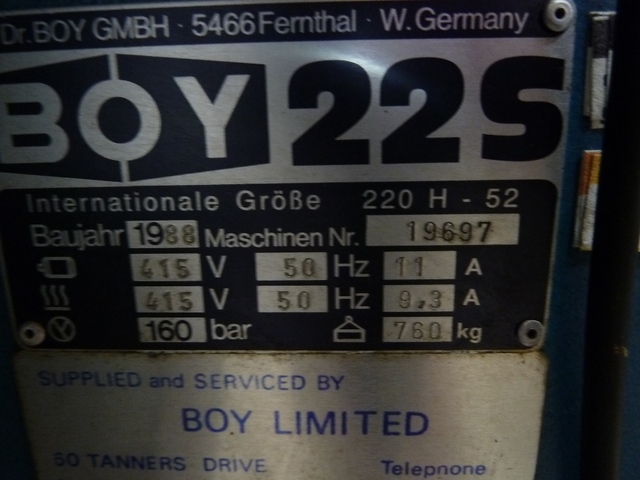 Dr. BOY GMBH · 5466 Fernthal · W. Germany
BOY 22S
Internationale Größe 220 H - 52
Baujahr 1988 Maschinen Nr. 19697
415 V 50 Hz 11 A
415 V 50 Hz 9,3 A
160 bar 760 kg
SUPPLIED and SERVICED BY
BOY LIMITED
80 TANNERS DRIVE Telephone